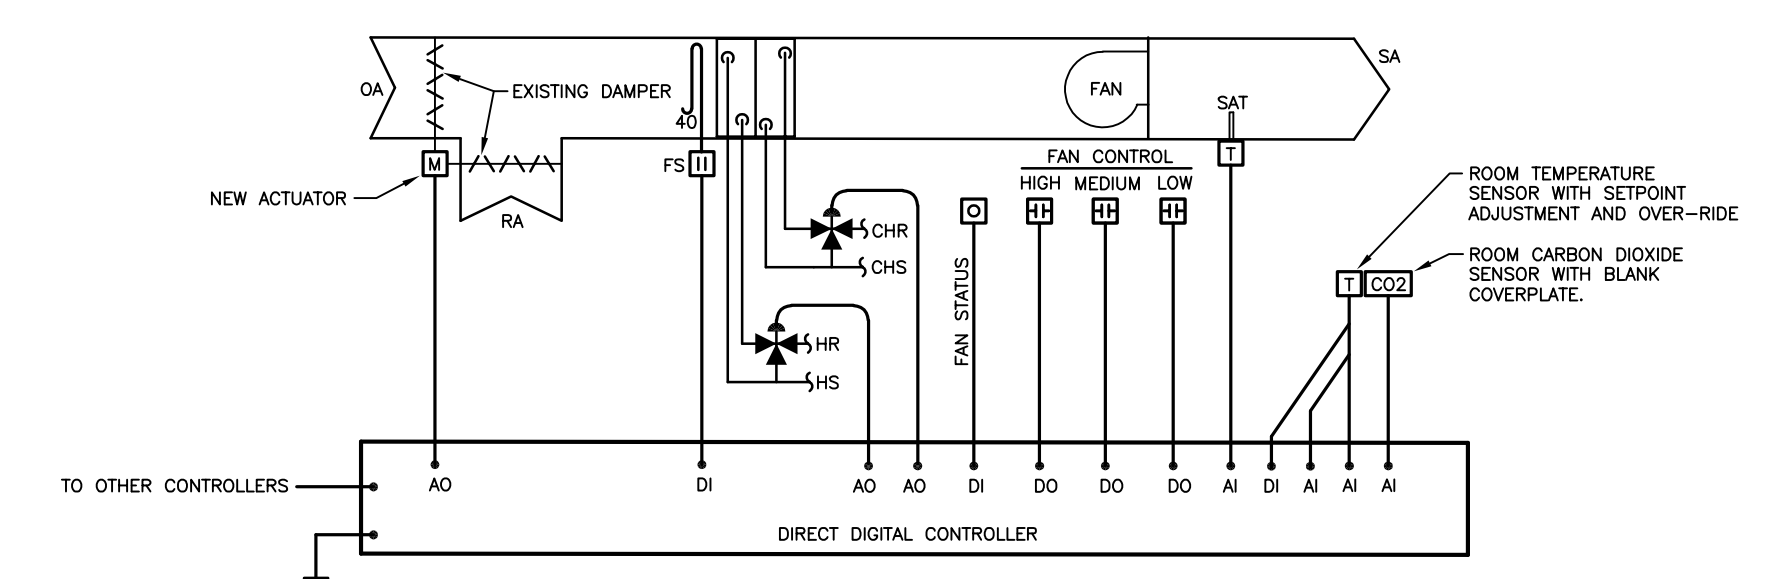 OA
EXISTING DAMPER
40
FAN
SA
SAT
M
FS
T
FAN CONTROL
HIGH MEDIUM LOW
NEW ACTUATOR
RA
CHR
CHS
HR
HS
FAN STATUS
ROOM TEMPERATURE
SENSOR WITH SETPOINT
ADJUSTMENT AND OVER-RIDE
ROOM CARBON DIOXIDE
SENSOR WITH BLANK
COVERPLATE.
T CO2
TO OTHER CONTROLLERS
AO DI AO AO DI DO DO DO AI DI AI AI AI
DIRECT DIGITAL CONTROLLER